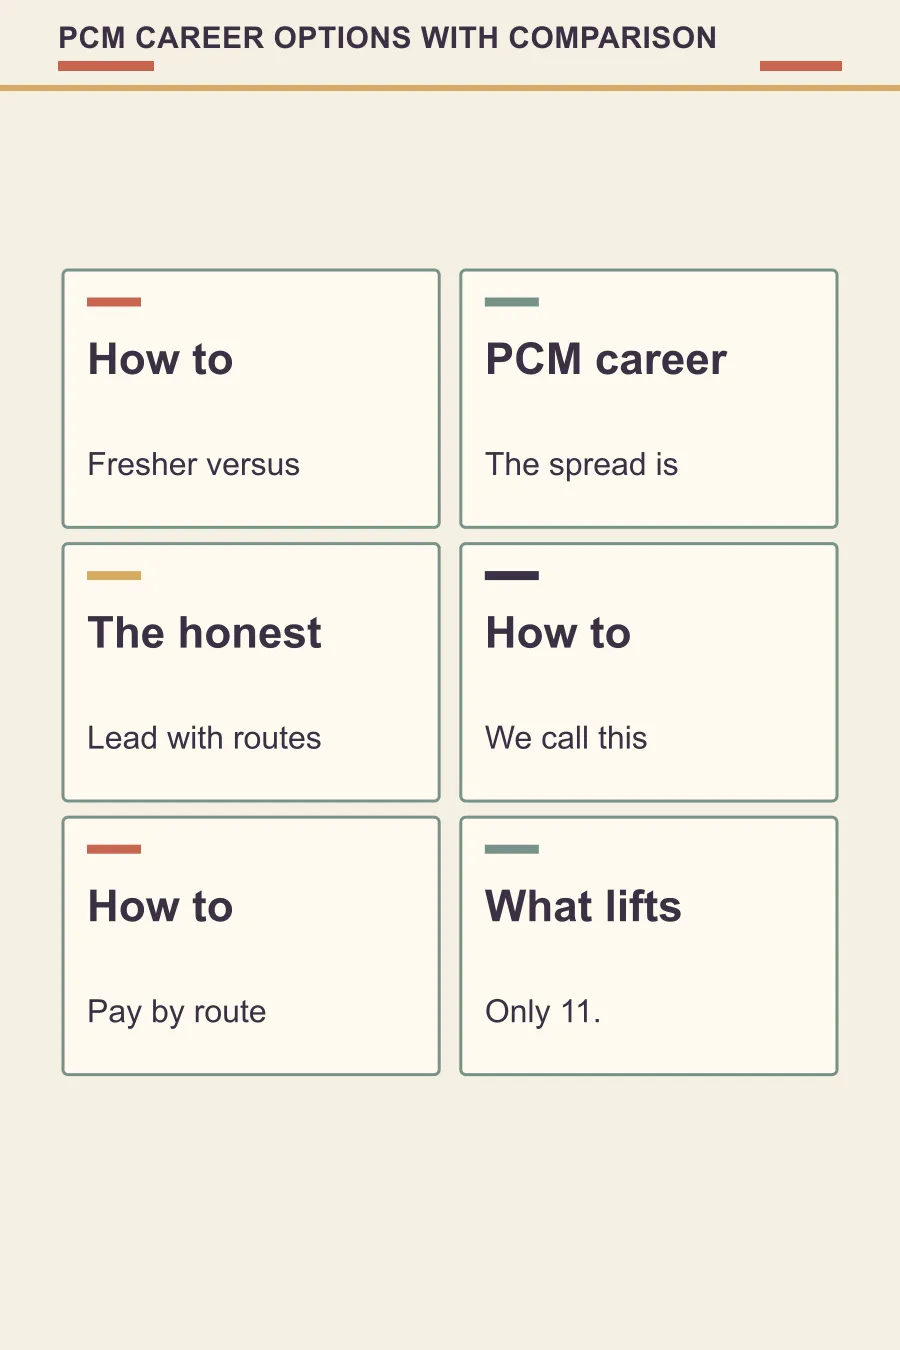 PCM CAREER OPTIONS WITH COMPARISON
How to
Fresher versus
PCM career
The spread is
The honest
Lead with routes
How to
We call this
How to
Pay by route
What lifts
Only 11.